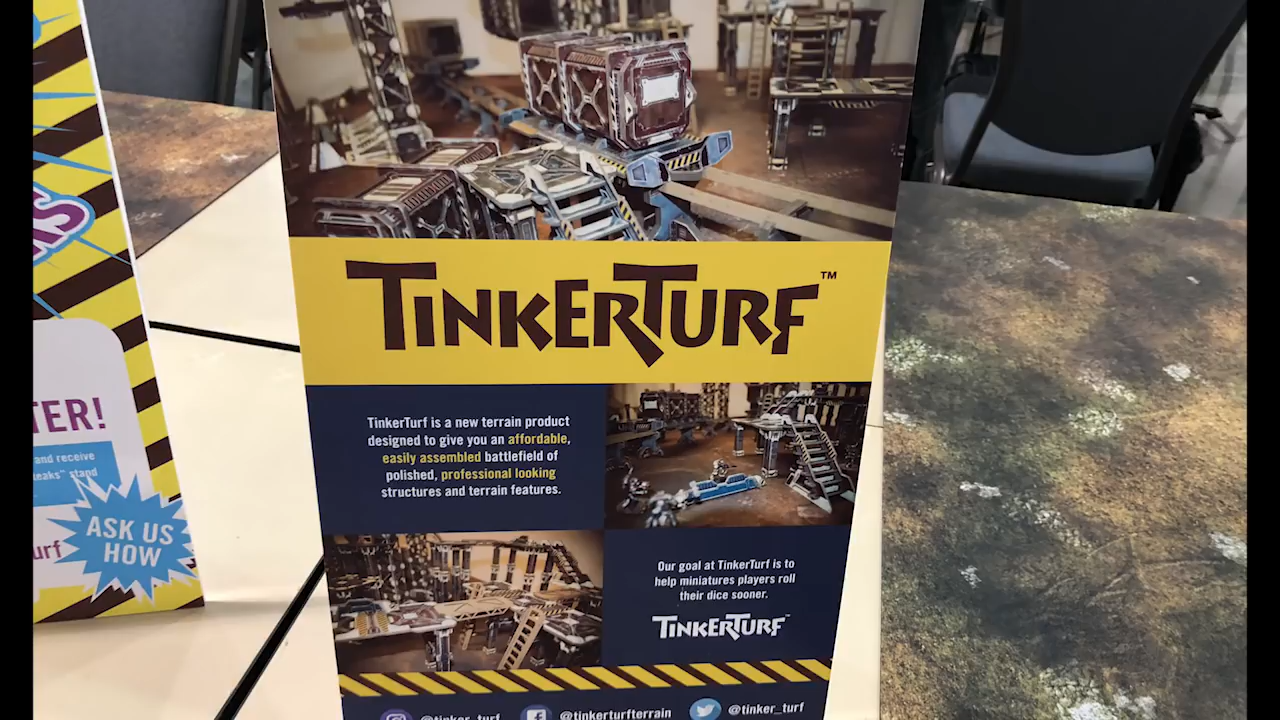 TINKERTURF™
TinkerTurf is a new terrain product
designed to give you an affordable,
easily assembled battlefield of
polished, professional looking
structures and terrain features.
Our goal at TinkerTurf is to
help miniatures players roll
their dice sooner.
TINKERTURF™
@tinker_turf
@tinkerturfterrain
@tinker_turf
TER!
and receive
stand
ASK US
HOW